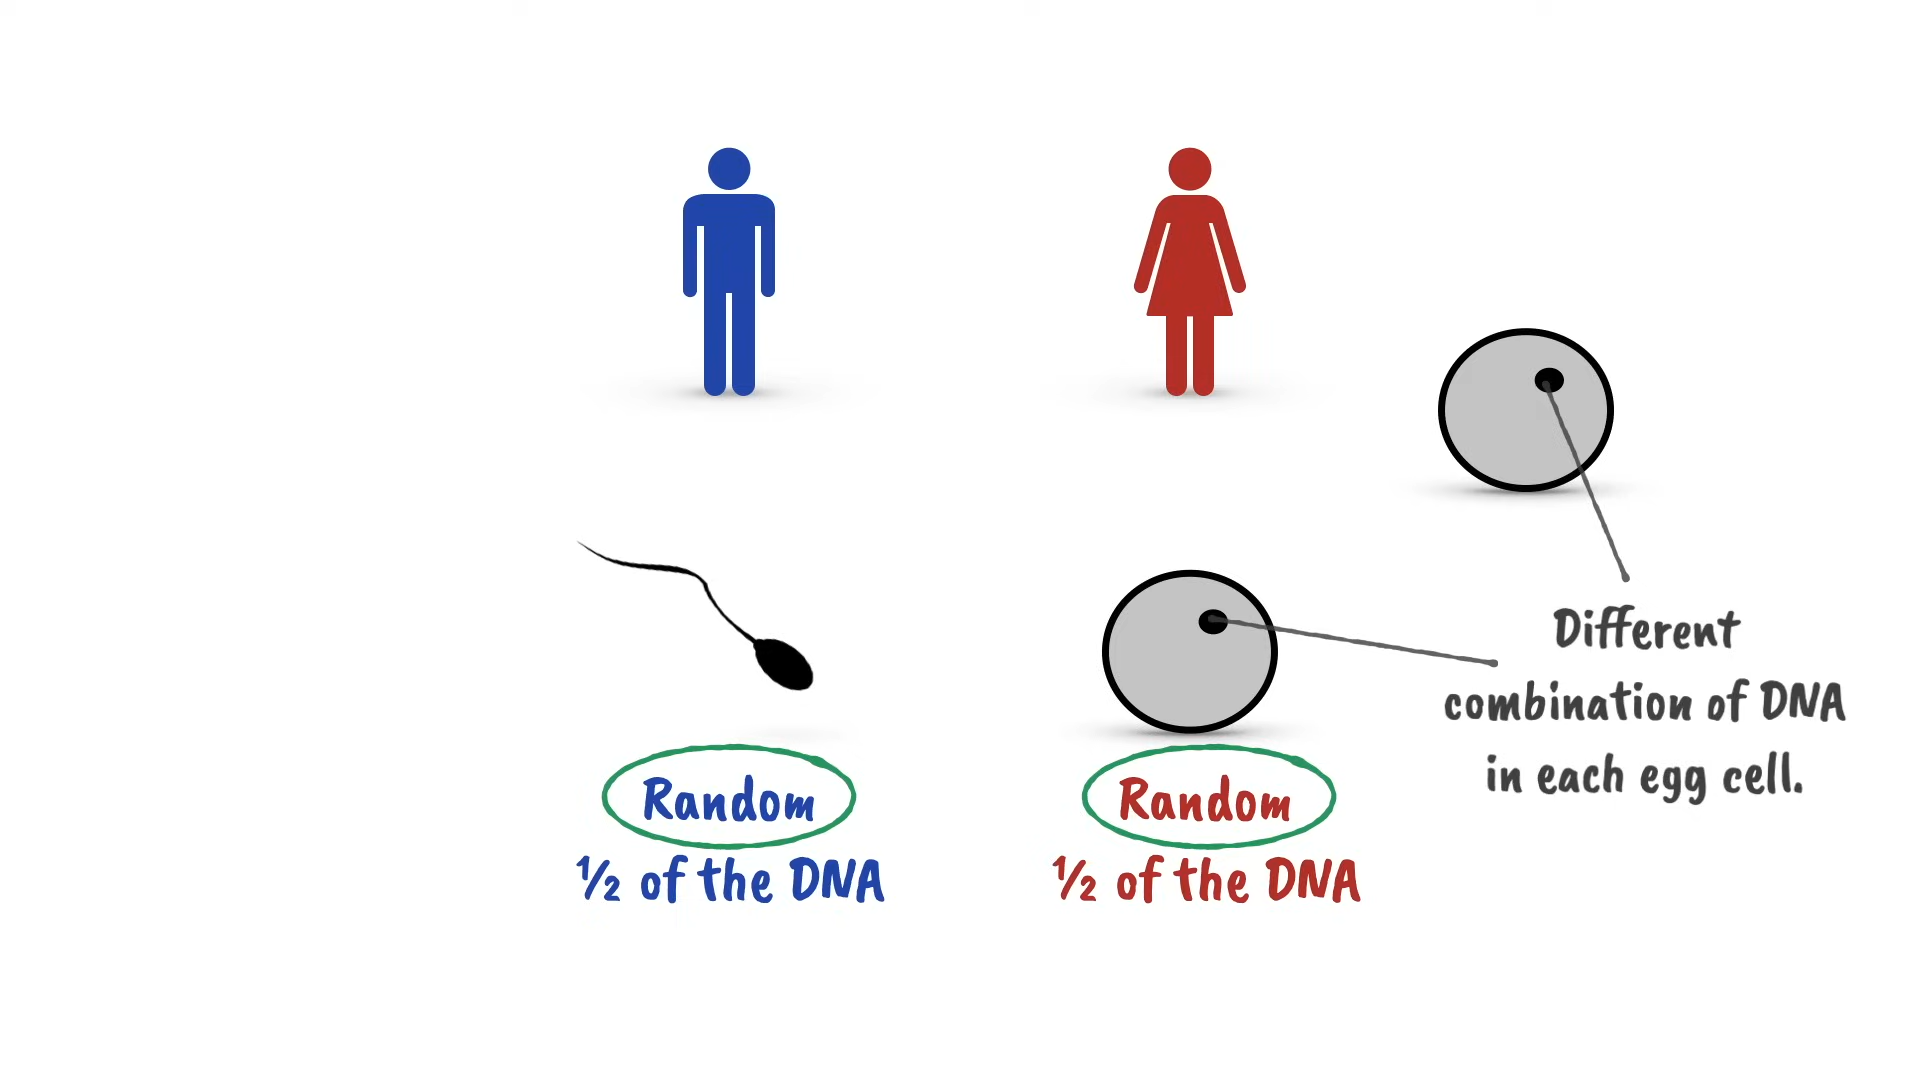 Random
½ of the DNA
Random
½ of the DNA
Different
combination of DNA
in each egg cell.